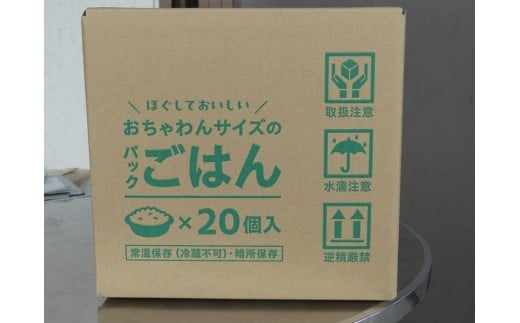 ＼ ほぐしておいしい ／
おちゃわんサイズの
パック
ごはん
×20個入
常温保存(冷蔵不可)・暗所保存
取扱注意
水濡注意
逆積厳禁